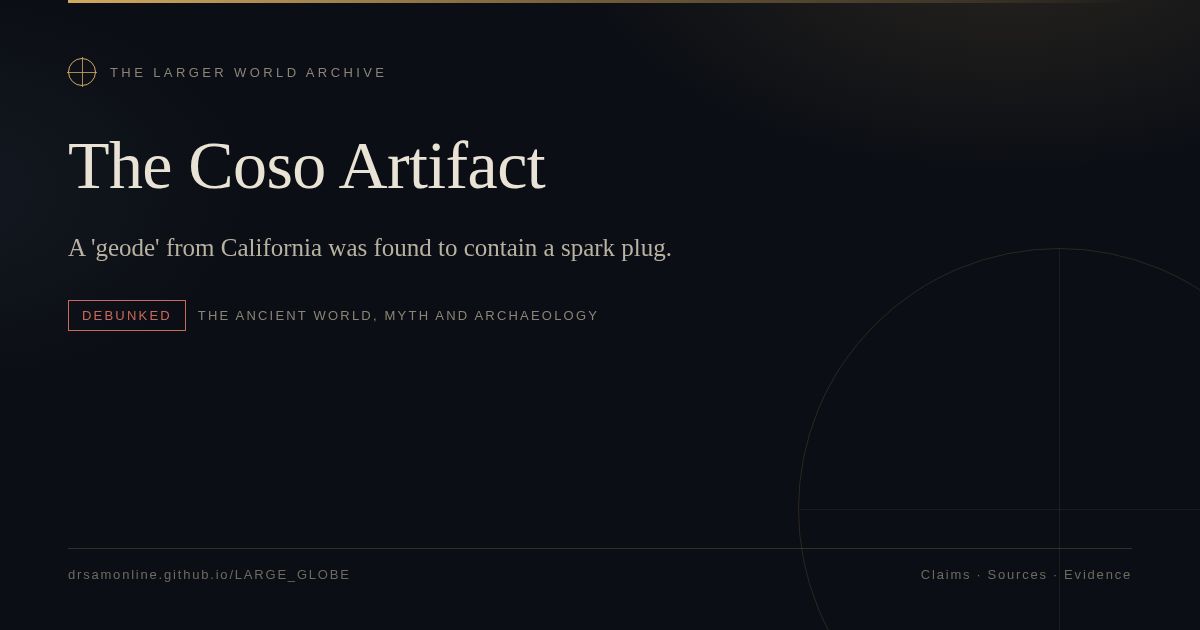 THE LARGER WORLD ARCHIVE
The Coso Artifact
A 'geode' from California was found to contain a spark plug.
DEBUNKED THE ANCIENT WORLD, MYTH AND ARCHAEOLOGY
drsamonline.github.io/LARGE_GLOBE Claims · Sources · Evidence